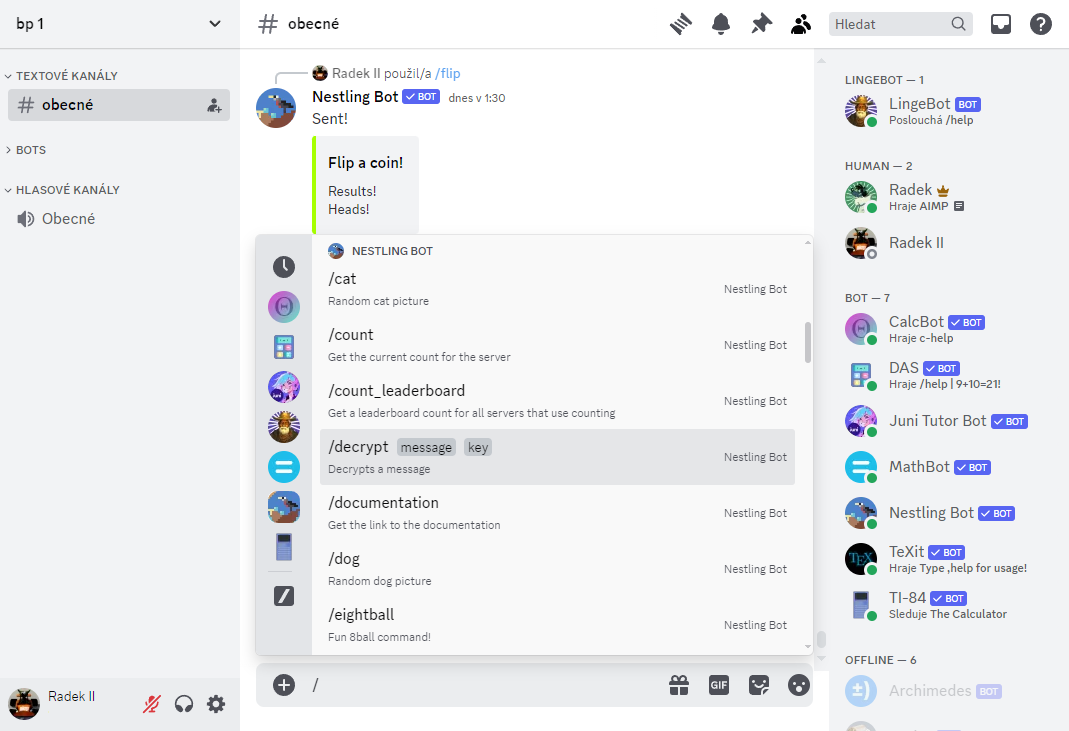 bp 1
TEXTOVÉ KANÁLY
obecné
BOTS
HLASOVÉ KANÁLY
Obecné
Radek II
obecné
Hledat
Radek II použil/a /flip
Nestling Bot BOT dnes v 1:30
Sent!
Flip a coin!
Results!
Heads!
NESTLING BOT
/cat
Random cat picture
Nestling Bot
/count
Get the current count for the server
Nestling Bot
/count_leaderboard
Get a leaderboard count for all servers that use counting
Nestling Bot
/decrypt message key
Decrypts a message
Nestling Bot
/documentation
Get the link to the documentation
Nestling Bot
/dog
Random dog picture
Nestling Bot
/eightball
Fun 8ball command!
Nestling Bot
/
GIF
LINGEBOT — 1
LingeBot BOT
Poslouchá /help
HUMAN — 2
Radek
Hraje AIMP
Radek II
BOT — 7
CalcBot BOT
Hraje c-help
DAS BOT
Hraje /help | 9+10=21!
Juni Tutor Bot BOT
MathBot BOT
Nestling Bot BOT
TeXit BOT
Hraje Type ,help for usage!
TI-84 BOT
Sleduje The Calculator
OFFLINE — 6
Archimedes BOT